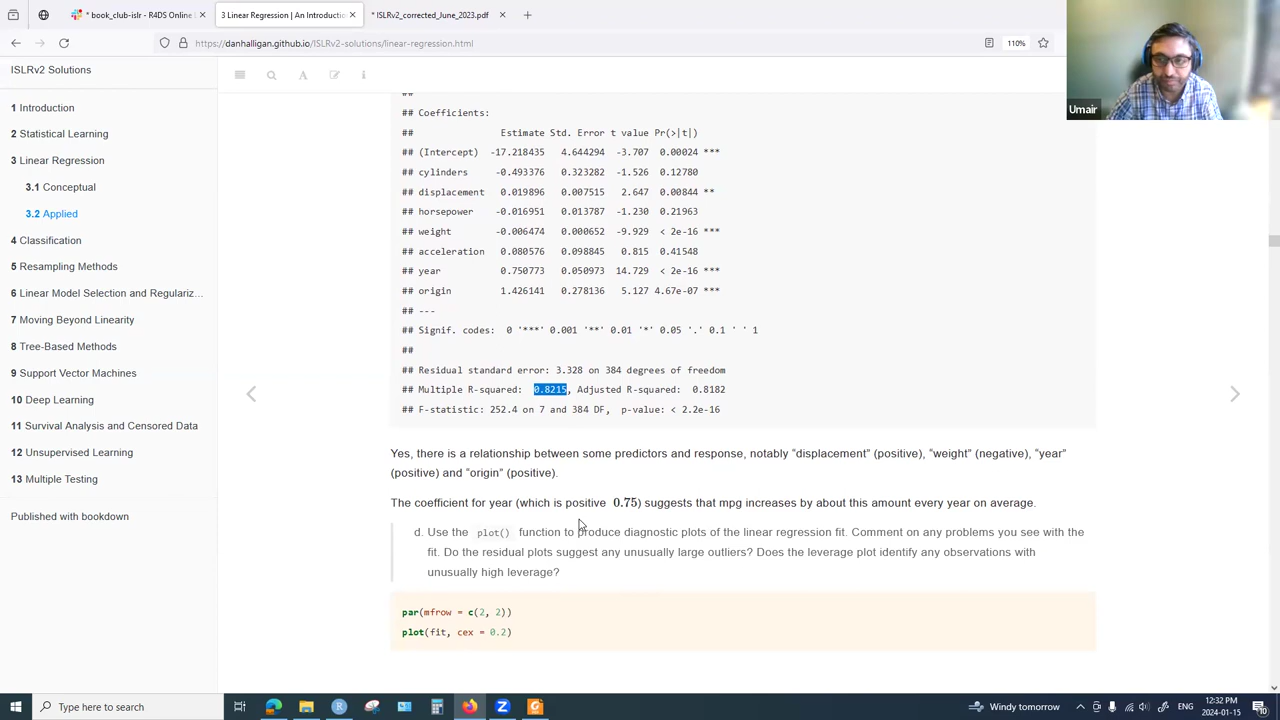 book_club-islr - R4DS Online
3 Linear Regression | An Introduc
* ISLRv2_corrected_June_2023.pdf
https://danhalligan.github.io/ISLRv2-solutions/linear-regression.html
110%
ISLRv2 Solutions
1 Introduction
2 Statistical Learning
3 Linear Regression
3.1 Conceptual
3.2 Applied
4 Classification
5 Resampling Methods
6 Linear Model Selection and Regulariz...
7 Moving Beyond Linearity
8 Tree-Based Methods
9 Support Vector Machines
10 Deep Learning
11 Survival Analysis and Censored Data
12 Unsupervised Learning
13 Multiple Testing
Published with bookdown
##
## Coefficients:
## Estimate Std. Error t value Pr(>|t|)
## (Intercept) -17.218435 4.644294 -3.707 0.00024 ***
## cylinders -0.493376 0.323282 -1.526 0.12780
## displacement 0.019896 0.007515 2.647 0.00844 **
## horsepower -0.016951 0.013787 -1.230 0.21963
## weight -0.006474 0.000652 -9.929 < 2e-16 ***
## acceleration 0.080576 0.098845 0.815 0.41548
## year 0.750773 0.050973 14.729 < 2e-16 ***
## origin 1.426141 0.278136 5.127 4.67e-07 ***
## ---
## Signif. codes: 0 '***' 0.001 '**' 0.01 '*' 0.05 '.' 0.1 ' ' 1
##
## Residual standard error: 3.328 on 384 degrees of freedom
## Multiple R-squared: 0.8215, Adjusted R-squared: 0.8182
## F-statistic: 252.4 on 7 and 384 DF, p-value: < 2.2e-16
Yes, there is a relationship between some predictors and response, notably “displacement” (positive), “weight” (negative), “year”
(positive) and “origin” (positive).
The coefficient for year (which is positive 0.75) suggests that mpg increases by about this amount every year on average.
d. Use the plot() function to produce diagnostic plots of the linear regression fit. Comment on any problems you see with the
fit. Do the residual plots suggest any unusually large outliers? Does the leverage plot identify any observations with
unusually high leverage?
par(mfrow = c(2, 2))
plot(fit, cex = 0.2)
Umair
Type here to search
Windy tomorrow
ENG
12:32 PM
2024-01-15
10